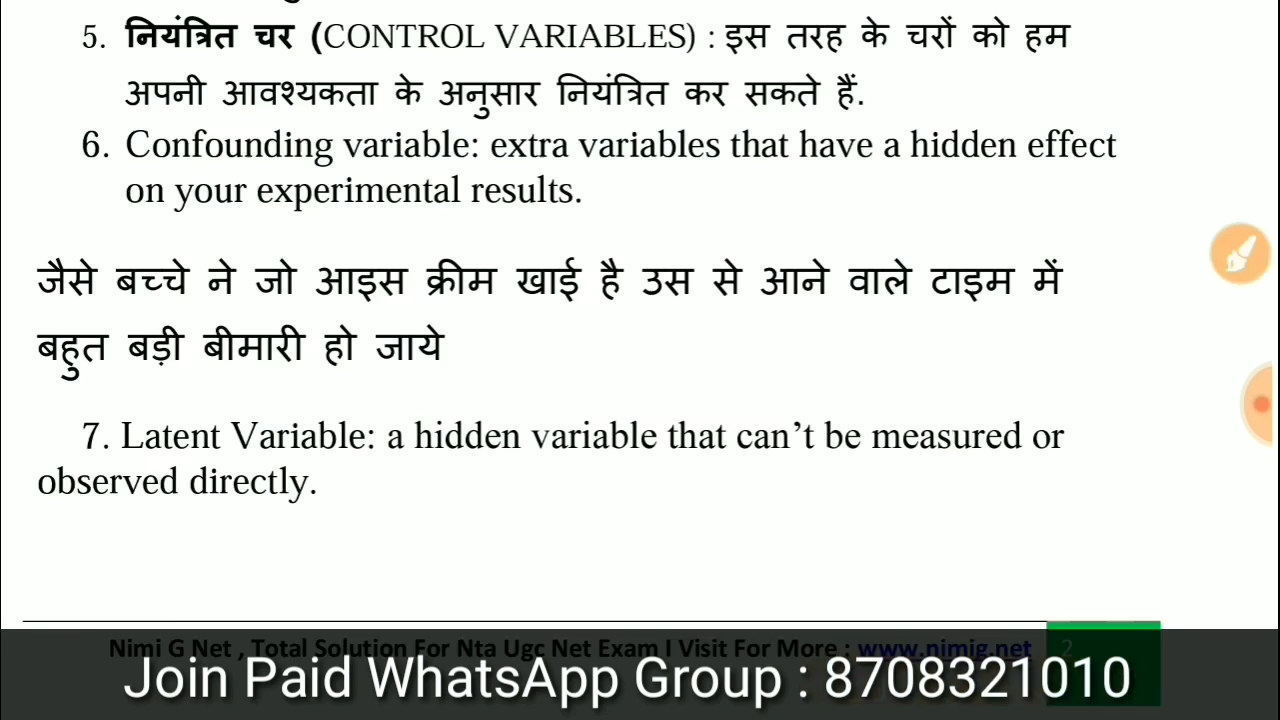 5. नियंत्रित चर (CONTROL VARIABLES) : इस तरह के चरों को हम
अपनी आवश्यकता के अनुसार नियंत्रित कर सकते हैं.
6. Confounding variable: extra variables that have a hidden effect
on your experimental results.
जैसे बच्चे ने जो आइस क्रीम खाई है उस से आने वाले टाइम में
बहुत बड़ी बीमारी हो जाये
7. Latent Variable: a hidden variable that can’t be measured or
observed directly.
Nimi G Net , Total Solution For Nta Ugc Net Exam I Visit For More : www.nimig.net 2
Join Paid WhatsApp Group : 8708321010